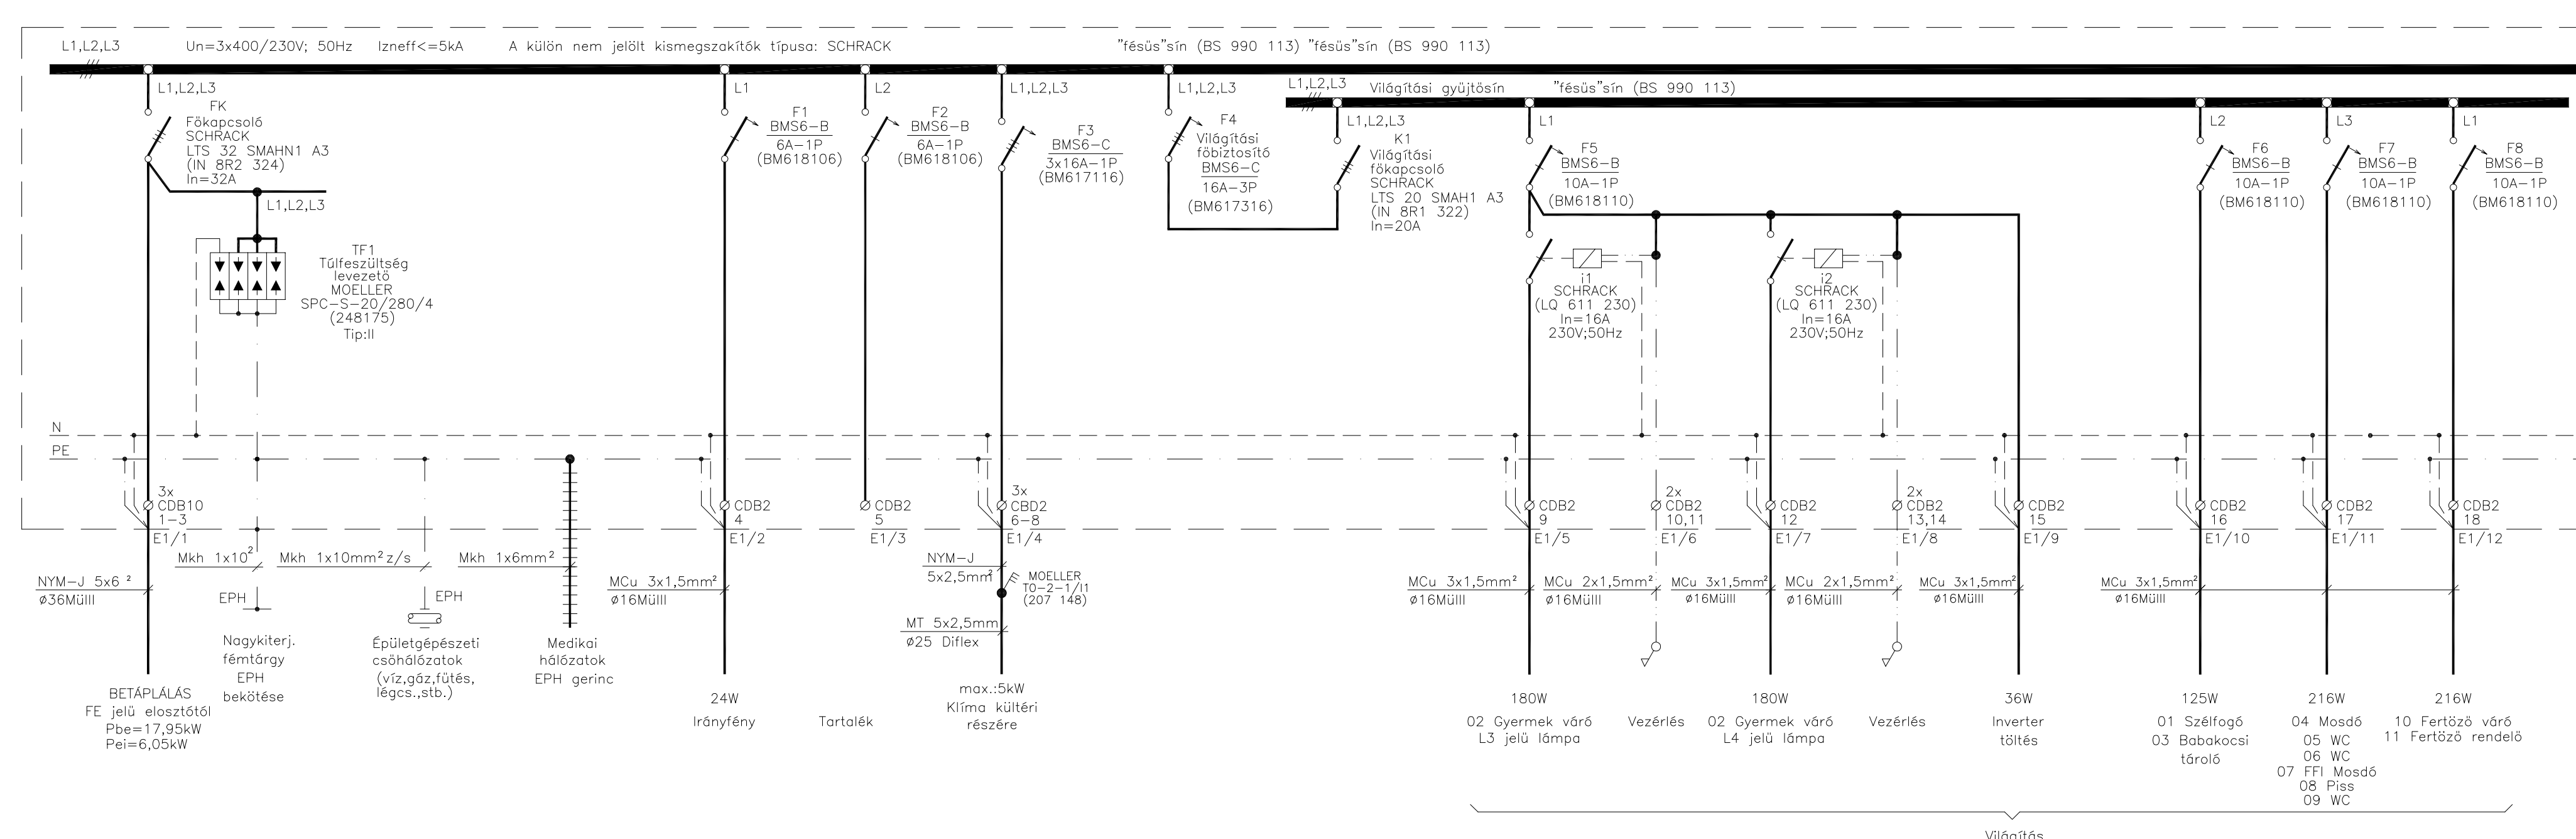 L1,L2,L3 Un=3x400/230V; 50Hz Izneff<=5kA A külön nem jelölt kismegszakítók típusa: SCHRACK "fésüs"sín (BS 990 113) "fésüs"sín (BS 990 113)
L1,L2,L3
FK
Főkapcsoló
SCHRACK
LTS 32 SMAHN1 A3
(IN 8R2 324)
In=32A
L1,L2,L3
TF1
Túlfeszültség
levezető
MOELLER
SPC-S-20/280/4
(248175)
Tip:II
L1
F1
BMS6-B
6A-1P
(BM618106)
L2
F2
BMS6-B
6A-1P
(BM618106)
L1,L2,L3
F3
BMS6-C
3x16A-1P
(BM617116)
L1,L2,L3
F4
Világítási
főbiztosító
BMS6-C
16A-3P
(BM617316)
L1,L2,L3 Világítási gyüjtősín "fésüs"sín (BS 990 113)
L1,L2,L3
K1
Világítási
főkapcsoló
SCHRACK
LTS 20 SMAH1 A3
(IN 8R1 322)
In=20A
L1
F5
BMS6-B
10A-1P
(BM618110)
i1
SCHRACK
(LQ 611 230)
In=16A
230V;50Hz
i2
SCHRACK
(LQ 611 230)
In=16A
230V;50Hz
L2
F6
BMS6-B
10A-1P
(BM618110)
L3
F7
BMS6-B
10A-1P
(BM618110)
L1
F8
BMS6-B
10A-1P
(BM618110)
N
PE
3x
CDB10
1-3
E1/1
CDB2
4
E1/2
CDB2
5
E1/3
3x
CBD2
6-8
E1/4
CDB2
9
E1/5
2x
CDB2
10,11
E1/6
CDB2
12
E1/7
2x
CDB2
13,14
E1/8
CDB2
15
E1/9
CDB2
16
E1/10
CDB2
17
E1/11
CDB2
18
E1/12
NYM-J 5x6 ²
ø36MüIII
Mkh 1x10²
EPH
Mkh 1x10mm² z/s
EPH
Mkh 1x6mm²
MCu 3x1,5mm²
ø16MüIII
NYM-J
5x2,5mm²
MOELLER
T0-2-1/I1
(207 148)
MT 5x2,5mm
ø25 Diflex
MCu 3x1,5mm²
ø16MüIII
MCu 2x1,5mm²
ø16MüIII
MCu 3x1,5mm²
ø16MüIII
MCu 2x1,5mm²
ø16MüIII
MCu 3x1,5mm²
ø16MüIII
MCu 3x1,5mm²
ø16MüIII
BETÁPLÁLÁS
FE jelü elosztótól
Pbe=17,95kW
Pei=6,05kW
Nagykiterj.
fémtárgy
EPH
bekötése
Épületgépészeti
csőhálózatok
(víz,gáz,fütés,
légcs.,stb.)
Medikai
hálózatok
EPH gerinc
24W
Irányfény
Tartalék
max.:5kW
Klíma kültéri
részére
180W
02 Gyermek váró
L3 jelü lámpa
Vezérlés
180W
02 Gyermek váró
L4 jelü lámpa
Vezérlés
36W
Inverter
töltés
125W
01 Szélfogó
03 Babakocsi
tároló
216W
04 Mosdó
05 WC
06 WC
07 FFI Mosdó
08 Piss
09 WC
216W
10 Fertőző váró
11 Fertőző rendelő
Világítás